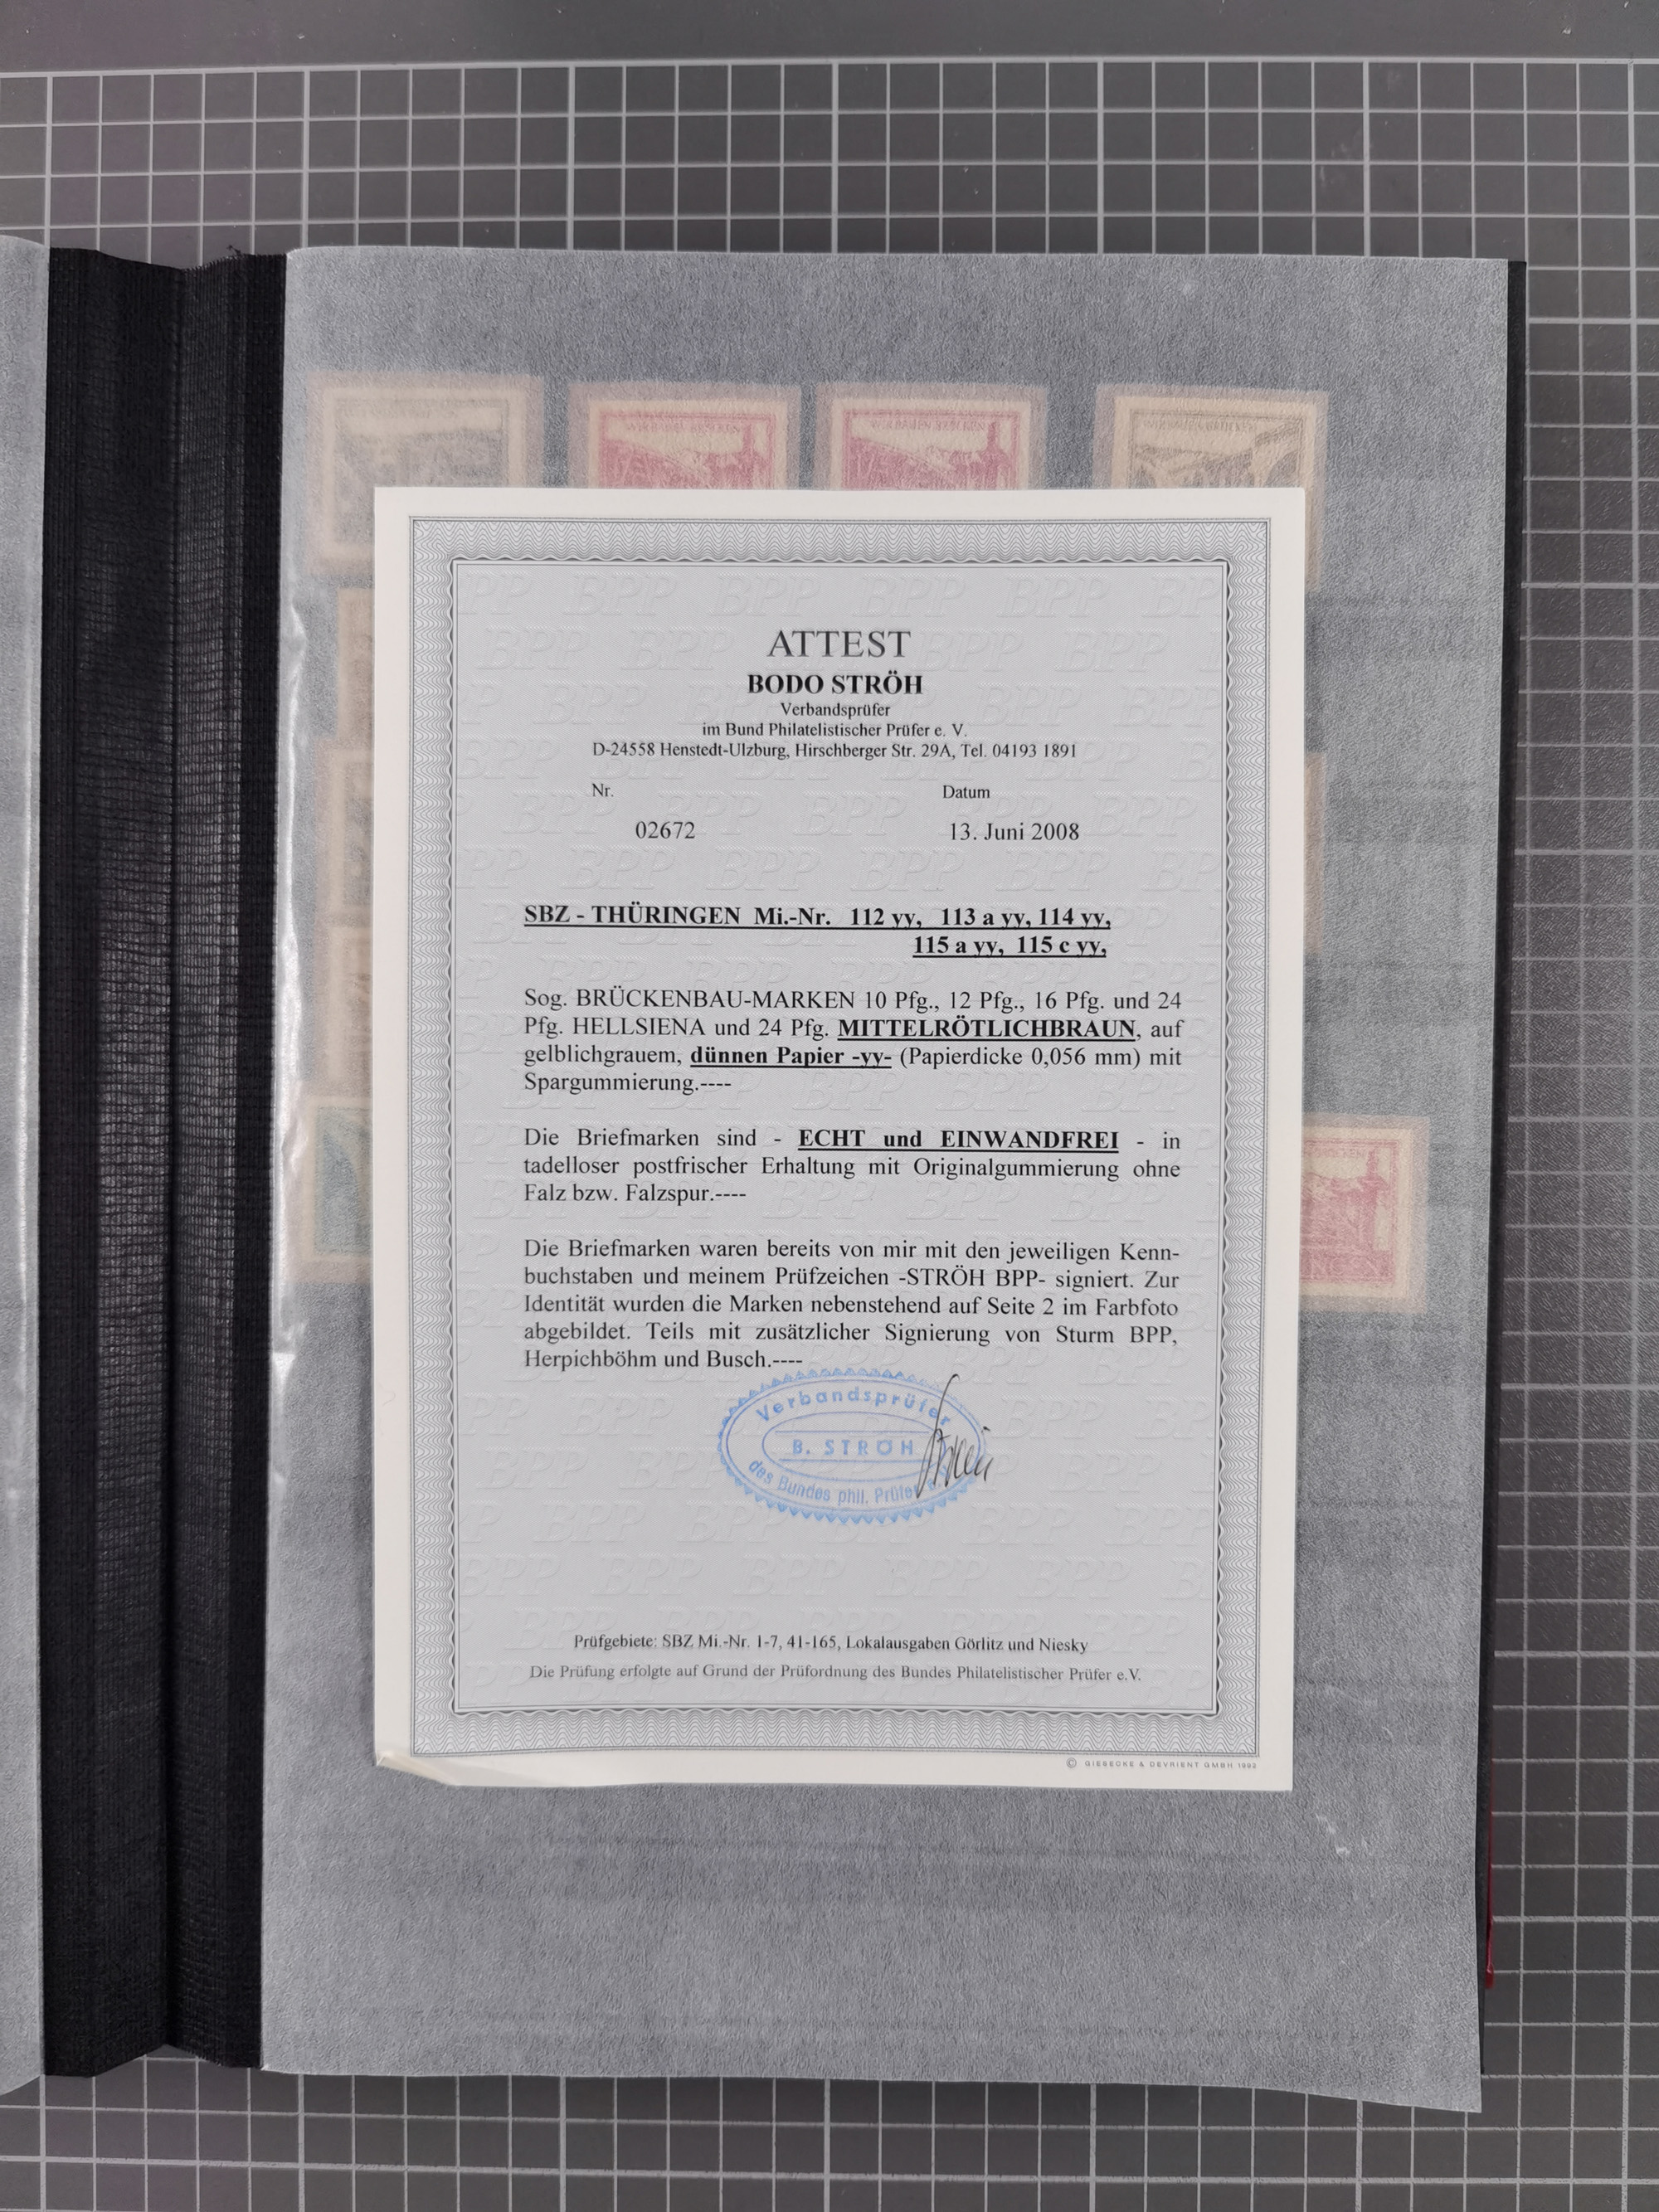 ATTEST
BODO STRÖH
Verbandsprüfer
im Bund Philatelistischer Prüfer e. V.
D-24558 Henstedt-Ulzburg, Hirschberger Str. 29A, Tel. 04193 1891
Nr. Datum
02672 13. Juni 2008
SBZ - THÜRINGEN Mi.-Nr. 112 yy, 113 a yy, 114 yy,
115 a yy, 115 c yy,
Sog. BRÜCKENBAU-MARKEN 10 Pfg., 12 Pfg., 16 Pfg. und 24
Pfg. HELLSIENA und 24 Pfg. MITTELRÖTLICHBRAUN, auf
gelblichgrauem, dünnen Papier -yy- (Papierdicke 0,056 mm) mit
Spargummierung.----
Die Briefmarken sind - ECHT und EINWANDFREI - in
tadelloser postfrischer Erhaltung mit Originalgummierung ohne
Falz bzw. Falzspur.----
Die Briefmarken waren bereits von mir mit den jeweiligen Kenn-
buchstaben und meinem Prüfzeichen -STRÖH BPP- signiert. Zur
Identität wurden die Marken nebenstehend auf Seite 2 im Farbfoto
abgebildet. Teils mit zusätzlicher Signierung von Sturm BPP,
Herpichböhm und Busch.----
Verbandsprüfer
B. STRÖH
des Bundes phil. Prüfer
Prüfgebiete: SBZ Mi.-Nr. 1-7, 41-165, Lokalausgaben Görlitz und Niesky
Die Prüfung erfolgte auf Grund der Prüfordnung des Bundes Philatelistischer Prüfer e.V.
© GIESECKE & DEVRIENT GMBH 1992